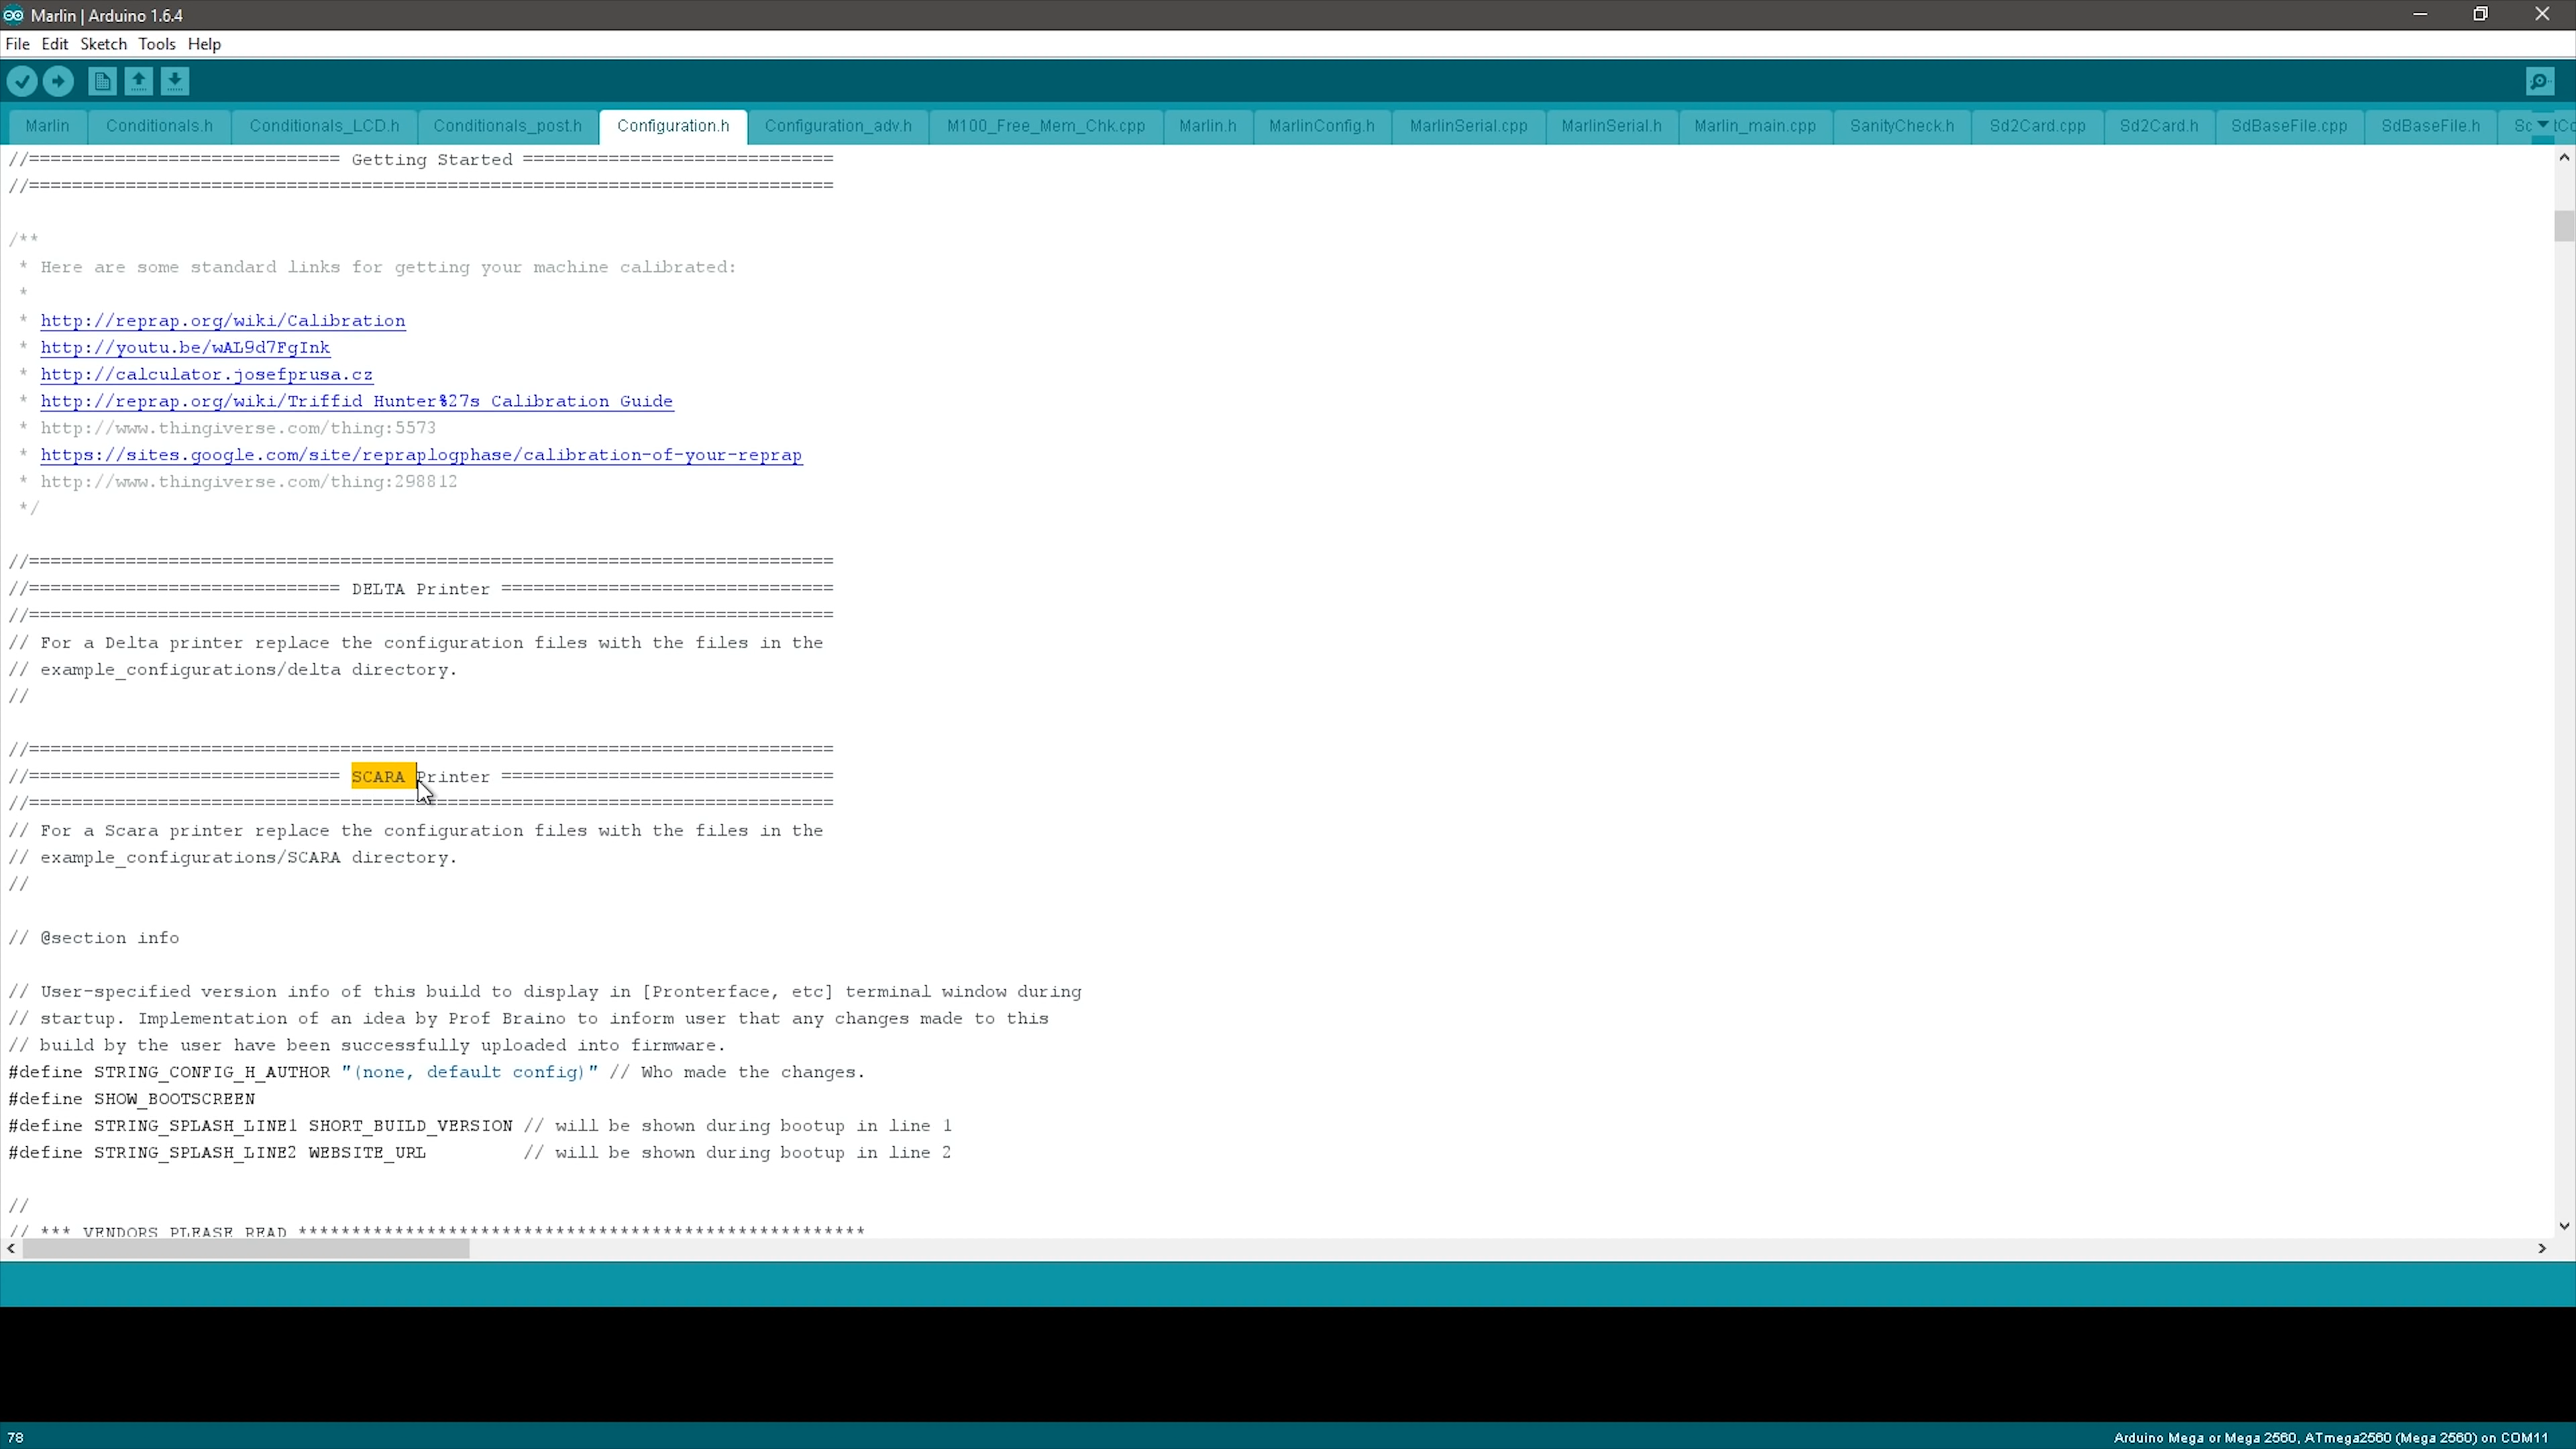 Marlin | Arduino 1.6.4
File Edit Sketch Tools Help
Marlin Conditionals.h Conditionals_LCD.h Conditionals_post.h Configuration.h Configuration_adv.h M100_Free_Mem_Chk.cpp Marlin.h MarlinConfig.h MarlinSerial.cpp MarlinSerial.h Marlin_main.cpp SanityCheck.h Sd2Card.cpp Sd2Card.h SdBaseFile.cpp SdBaseFile.h
//============================= Getting Started =============================
//===========================================================================
/**
* Here are some standard links for getting your machine calibrated:
*
* http://reprap.org/wiki/Calibration
* http://youtu.be/wAL9d7FgInk
* http://calculator.josefprusa.cz
* http://reprap.org/wiki/Triffid_Hunter%27s_Calibration_Guide
* http://www.thingiverse.com/thing:5573
* https://sites.google.com/site/repraplogphase/calibration-of-your-reprap
* http://www.thingiverse.com/thing:298812
*/
//===========================================================================
//============================= DELTA Printer ===============================
//===========================================================================
// For a Delta printer replace the configuration files with the files in the
// example_configurations/delta directory.
//
//===========================================================================
//============================= SCARA Printer ===============================
//===========================================================================
// For a Scara printer replace the configuration files with the files in the
// example_configurations/SCARA directory.
//
// @section info
// User-specified version info of this build to display in [Pronterface, etc] terminal window during
// startup. Implementation of an idea by Prof Braino to inform user that any changes made to this
// build by the user have been successfully uploaded into firmware.
#define STRING_CONFIG_H_AUTHOR "(none, default config)" // Who made the changes.
#define SHOW_BOOTSCREEN
#define STRING_SPLASH_LINE1 SHORT_BUILD_VERSION // will be shown during bootup in line 1
#define STRING_SPLASH_LINE2 WEBSITE_URL // will be shown during bootup in line 2
//
// *** VENDORS PLEASE READ *****************************************************
78
Arduino Mega or Mega 2560, ATmega2560 (Mega 2560) on COM11